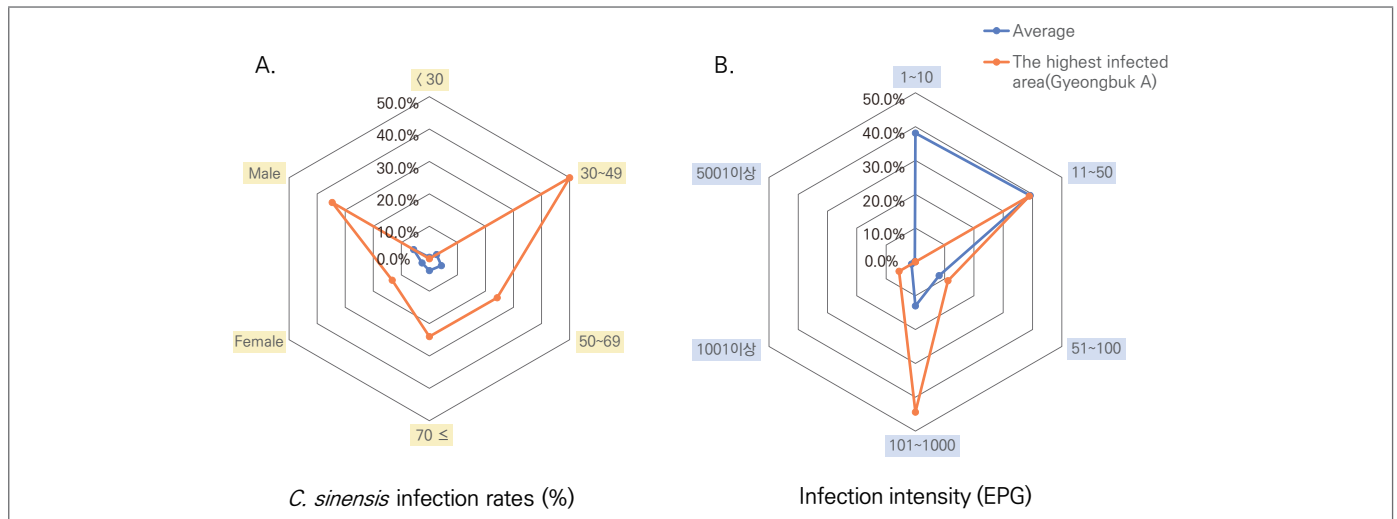 Average
The highest infected
area(Gyeongbuk A)
A.
〈 30
50.0%
40.0%
30.0%
20.0%
10.0%
0.0%
30~49
50~69
70 ≤
Female
Male
C. sinensis infection rates (%)
B.
1~10
50.0%
40.0%
30.0%
20.0%
10.0%
0.0%
11~50
51~100
101~1000
1001이상
5001이상
Infection intensity (EPG)